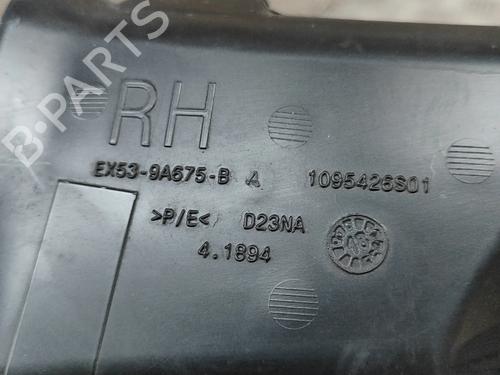 RH
EX53-9A675-B A 1095426S01
>P/E< D23NA
4.1894
B-PARTS